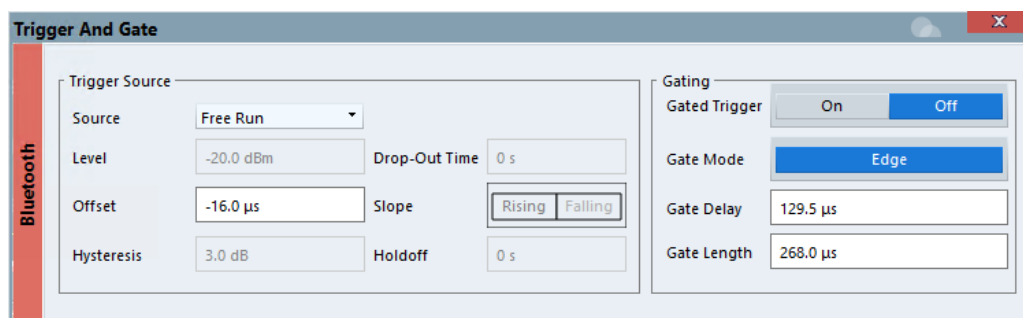 Trigger And Gate
x
Bluetooth
Trigger Source
Source Free Run
Level -20.0 dBm Drop-Out Time 0 s
Offset -16.0 µs Slope Rising Falling
Hysteresis 3.0 dB Holdoff 0 s
Gating
Gated Trigger On Off
Gate Mode Edge
Gate Delay 129.5 µs
Gate Length 268.0 µs